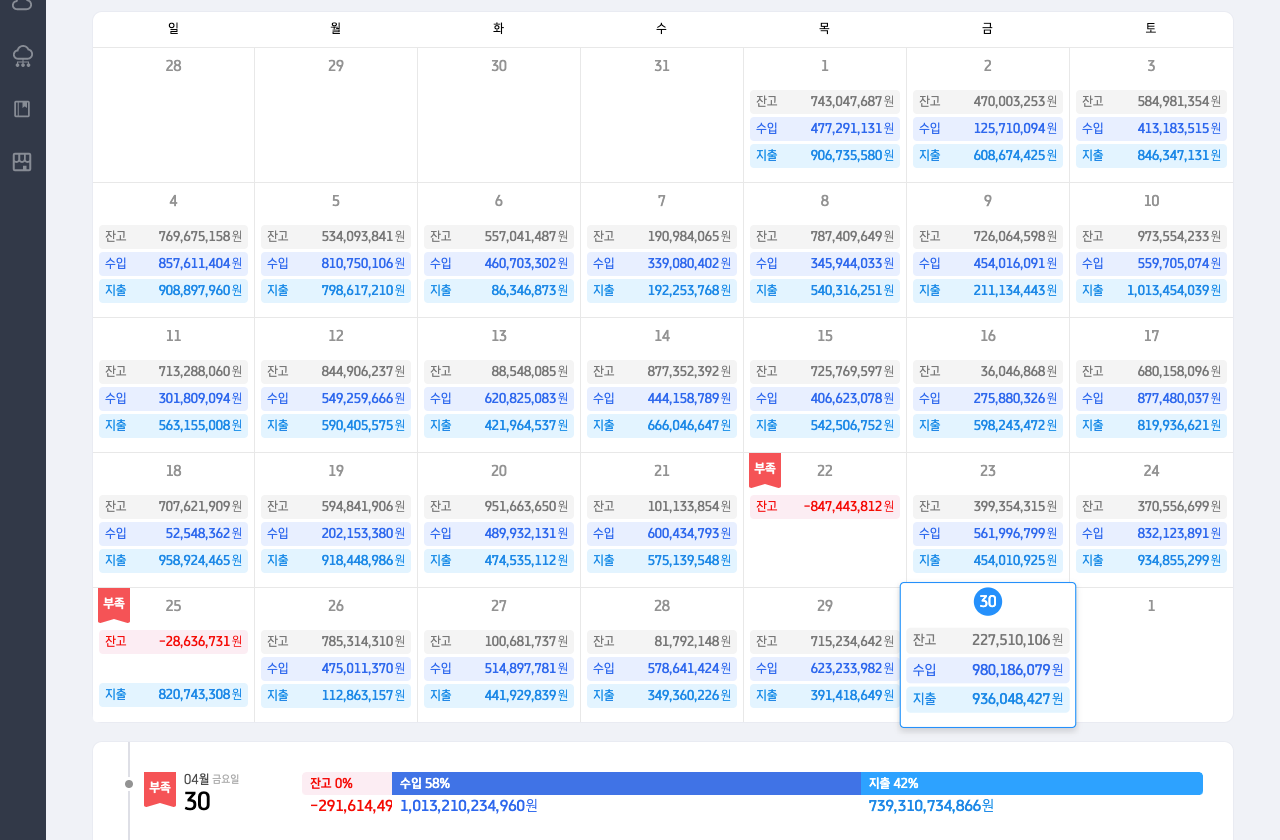 일 월 화 수 목 금 토
28 29 30 31 1 2 3
잔고 743,047,687원 잔고 470,003,253원 잔고 584,981,354원
수입 477,291,131원 수입 125,710,094원 수입 413,183,515원
지출 906,735,580원 지출 608,674,425원 지출 846,347,131원
4 5 6 7 8 9 10
잔고 769,675,158원 잔고 534,093,841원 잔고 557,041,487원 잔고 190,984,065원 잔고 787,409,649원 잔고 726,064,598원 잔고 973,554,233원
수입 857,611,404원 수입 810,750,106원 수입 460,703,302원 수입 339,080,402원 수입 345,944,033원 수입 454,016,091원 수입 559,705,074원
지출 908,897,960원 지출 798,617,210원 지출 86,346,873원 지출 192,253,768원 지출 540,316,251원 지출 211,134,443원 지출 1,013,454,039원
11 12 13 14 15 16 17
잔고 713,288,060원 잔고 844,906,237원 잔고 88,548,085원 잔고 877,352,392원 잔고 725,769,597원 잔고 36,046,868원 잔고 680,158,096원
수입 301,809,094원 수입 549,259,666원 수입 620,825,083원 수입 444,158,789원 수입 406,623,078원 수입 275,880,326원 수입 877,480,037원
지출 563,155,008원 지출 590,405,575원 지출 421,964,537원 지출 666,046,647원 지출 542,506,752원 지출 598,243,472원 지출 819,936,621원
18 19 20 21 부족 22 23 24
잔고 707,621,909원 잔고 594,841,906원 잔고 951,663,650원 잔고 101,133,854원 잔고 -847,443,812원 잔고 399,354,315원 잔고 370,556,699원
수입 52,548,362원 수입 202,153,380원 수입 489,932,131원 수입 600,434,793원 수입 561,996,799원 수입 832,123,891원
지출 958,924,465원 지출 918,448,986원 지출 474,535,112원 지출 575,139,548원 지출 454,010,925원 지출 934,855,299원
부족 25 26 27 28 29 30 1
잔고 -28,636,731원 잔고 785,314,310원 잔고 100,681,737원 잔고 81,792,148원 잔고 715,234,642원 잔고 227,510,106원
수입 475,011,370원 수입 514,897,781원 수입 578,641,424원 수입 623,233,982원 수입 980,186,079원
지출 820,743,308원 지출 112,863,157원 지출 441,929,839원 지출 349,360,226원 지출 391,418,649원 지출 936,048,427원
부족 04월 금요일 잔고 0% 수입 58% 지출 42%
30 -291,614,49 1,013,210,234,960원 739,310,734,866원